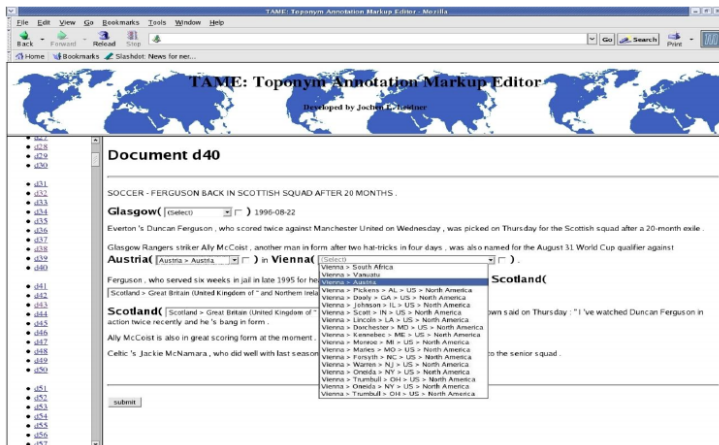 TAME: Toponym Annotation Markup Editor - Mozilla
File Edit View Go Bookmarks Tools Window Help
Back Forward Reload Stop Go Search Print
Home Bookmarks Slashdot: News for ner...
TAME: Toponym Annotation Markup Editor
Developed by Jochen L. Leidner
d27
d28
d29
d30
d31
d32
d33
d34
d35
d36
d37
d38
d39
d40
d41
d42
d43
d44
d45
d46
d47
d48
d49
d50
d51
d52
d53
d54
d55
d56
d57
Document d40
SOCCER - FERGUSON BACK IN SCOTTISH SQUAD AFTER 20 MONTHS .
Glasgow( (Select) ) 1996-08-22
Everton 's Duncan Ferguson , who scored twice against Manchester United on Wednesday , was picked on Thursday for the Scottish squad after a 20-month exile .
Glasgow Rangers striker Ally McCoist , another man in form after two hat-tricks in four days , was also named for the August 31 World Cup qualifier against
Austria( Austria > Austria ) in Vienna( (Select) ) .
Ferguson , who served six weeks in jail in late 1995 for he Scotland(
Scotland > Great Britain (United Kingdom of " and Northern Irela
Scotland( Scotland > Great Britain (United Kingdom of " own said on Thursday : " I 've watched Duncan Ferguson in
action twice recently and he 's bang in form .
Ally McCoist is also in great scoring form at the moment .
Celtic 's Jackie McNamara , who did well with last season to the senior squad .
Vienna > South Africa
Vienna > Vanuatu
Vienna > Austria
Vienna > Pickens > AL > US > North America
Vienna > Dooly > GA > US > North America
Vienna > Johnson > IL > US > North America
Vienna > Scott > IN > US > North America
Vienna > Lincoln > LA > US > North America
Vienna > Dorchester > MD > US > North America
Vienna > Kennebec > ME > US > North America
Vienna > Monroe > MI > US > North America
Vienna > Maries > MO > US > North America
Vienna > Forsyth > NC > US > North America
Vienna > Warren > NJ > US > North America
Vienna > Oneida > NY > US > North America
Vienna > Trumbull > OH > US > North America
Vienna > Oneida > NY > US > North America
Vienna > Trumbull > OH > US > North America
submit